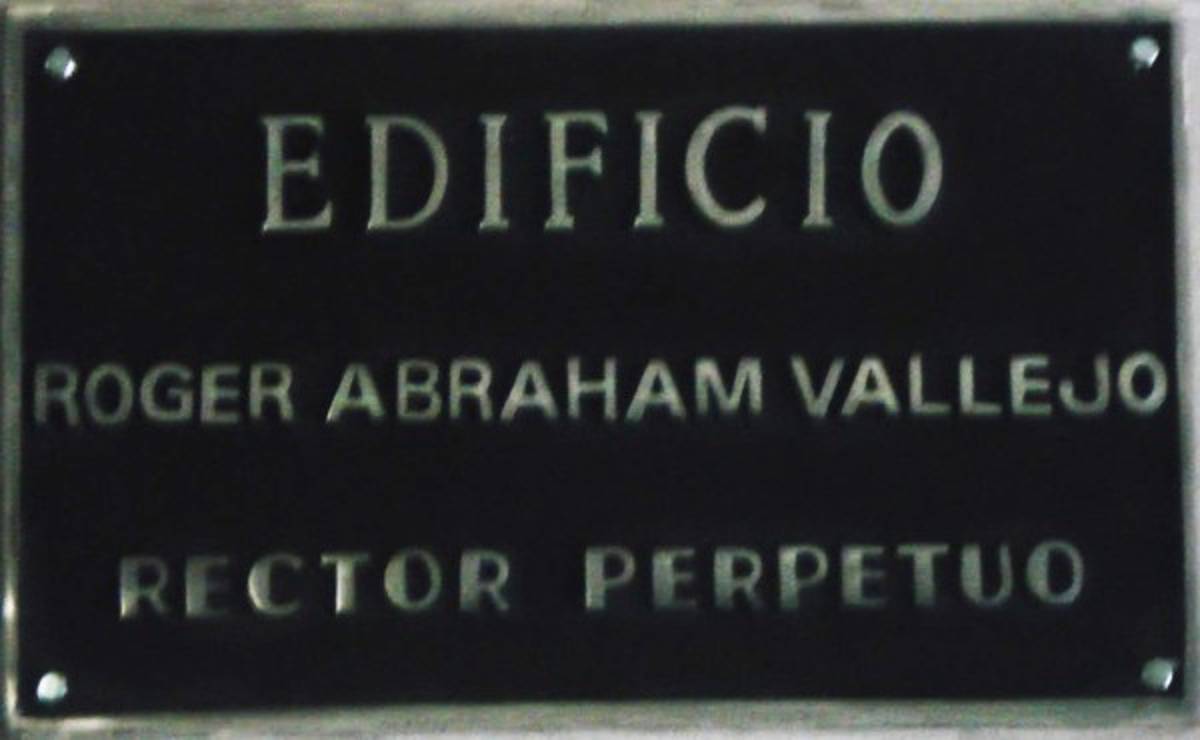 EDIFICIO
ROGER ABRAHAM VALLEJO
RECTOR PERPETUO